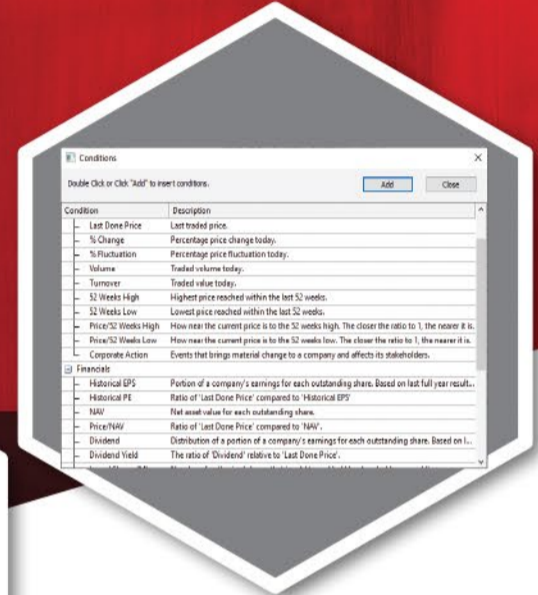 Conditions
Double Click or Click "Add" to insert conditions.
Add
Close
Condition Description
Last Done Price Last traded price.
% Change Percentage price change today.
% Fluctuation Percentage price fluctuation today.
Volume Traded volume today.
Turnover Traded value today.
52 Weeks High Highest price reached within the last 52 weeks.
52 Weeks Low Lowest price reached within the last 52 weeks.
Price/52 Weeks High How near the current price is to the 52 weeks high. The closer the ratio to 1, the nearer it is.
Price/52 Weeks Low How near the current price is to the 52 weeks low. The closer the ratio to 1, the nearer it is.
Corporate Action Events that brings material change to a company and affects its stakeholders.
Financials
Historical EPS Portion of a company's earnings for each outstanding share. Based on last full year result...
Historical PE Ratio of 'Last Done Price' compared to 'Historical EPS'
NAV Net asset value for each outstanding share.
Price/NAV Ratio of 'Last Done Price' compared to 'NAV'.
Dividend Distribution of a portion of a company's earnings for each outstanding share. Based on l...
Dividend Yield The ratio of 'Dividend' relative to 'Last Done Price'.